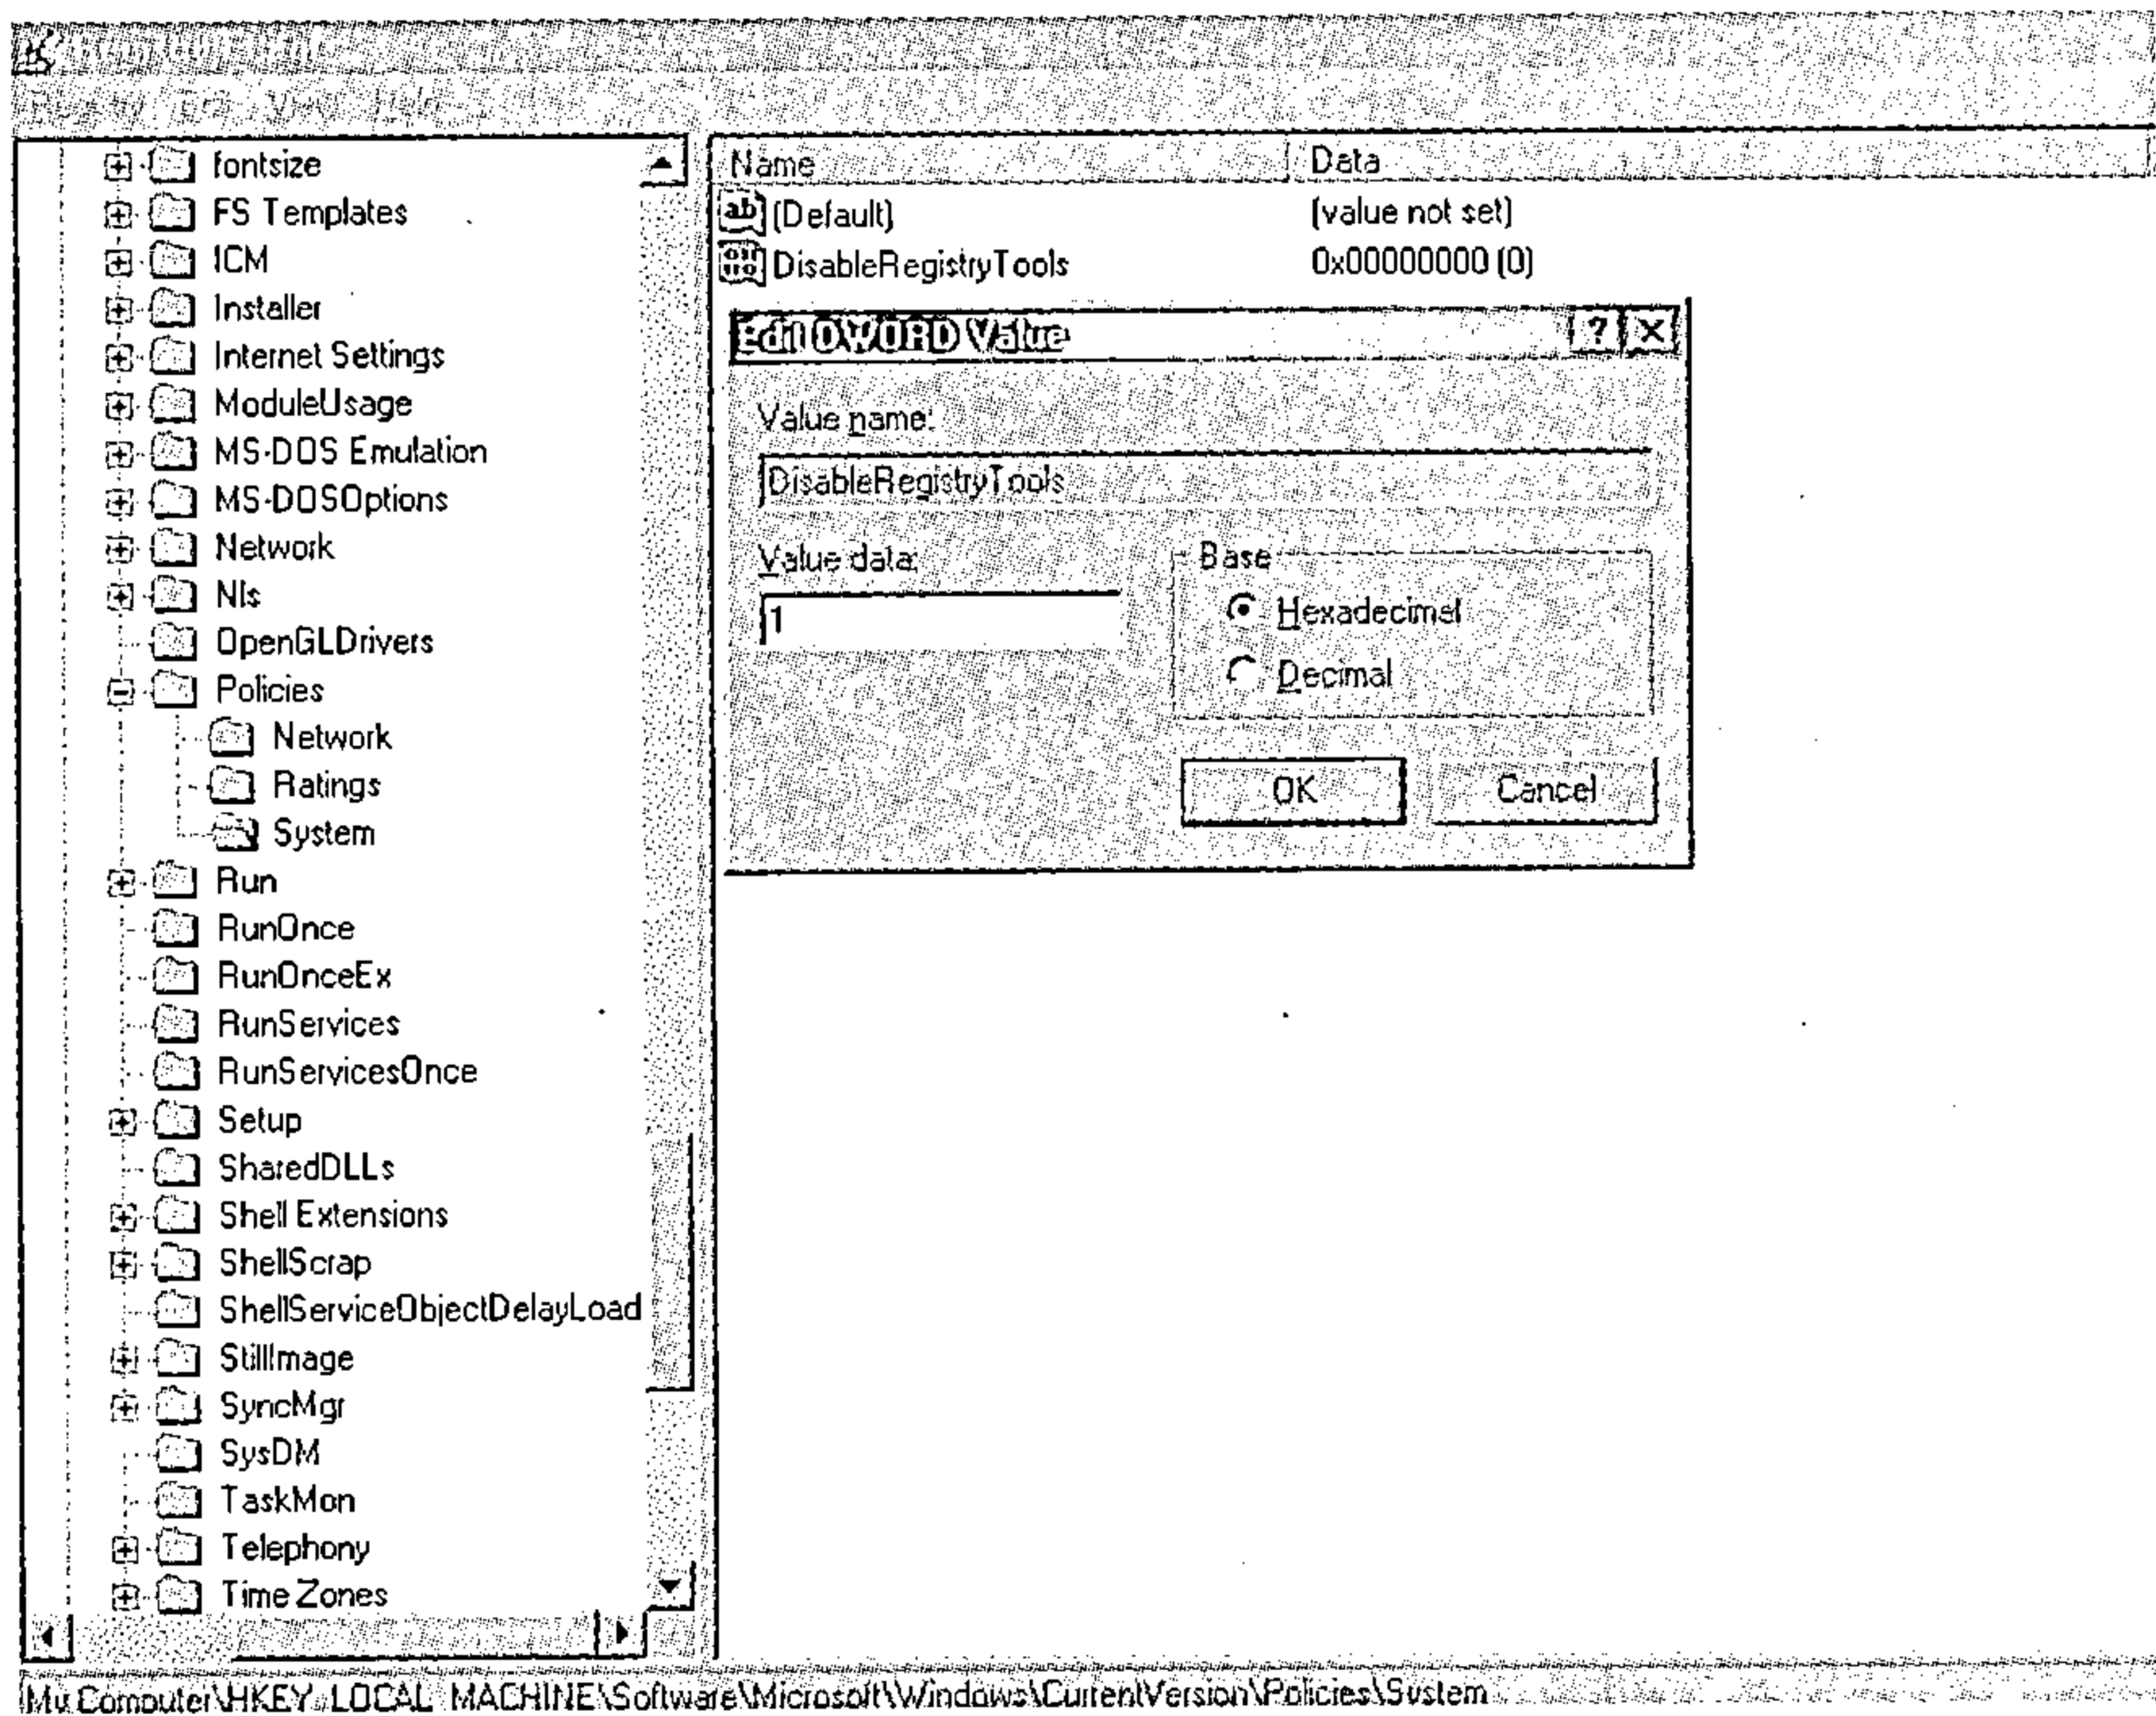 fontsize
FS Templates
ICM
Installer
Internet Settings
ModuleUsage
MS-DOS Emulation
MS-DOSOptions
Network
Nls
OpenGLDrivers
Policies
Network
Ratings
System
Run
RunOnce
RunOnceEx
RunServices
RunServicesOnce
Setup
SharedDLLs
Shell Extensions
ShellScrap
ShellServiceObjectDelayLoad
StillImage
SyncMgr
SysDM
TaskMon
Telephony
Time Zones
Name Data
(Default) (value not set)
DisableRegistryTools 0x00000000 (0)
Edit DWORD Value
Value name:
DisableRegistryTools
Value data:
1
Base
Hexadecimal
Decimal
OK Cancel
My Computer\HKEY_LOCAL_MACHINE\Software\Microsoft\Windows\CurrentVersion\Policies\System